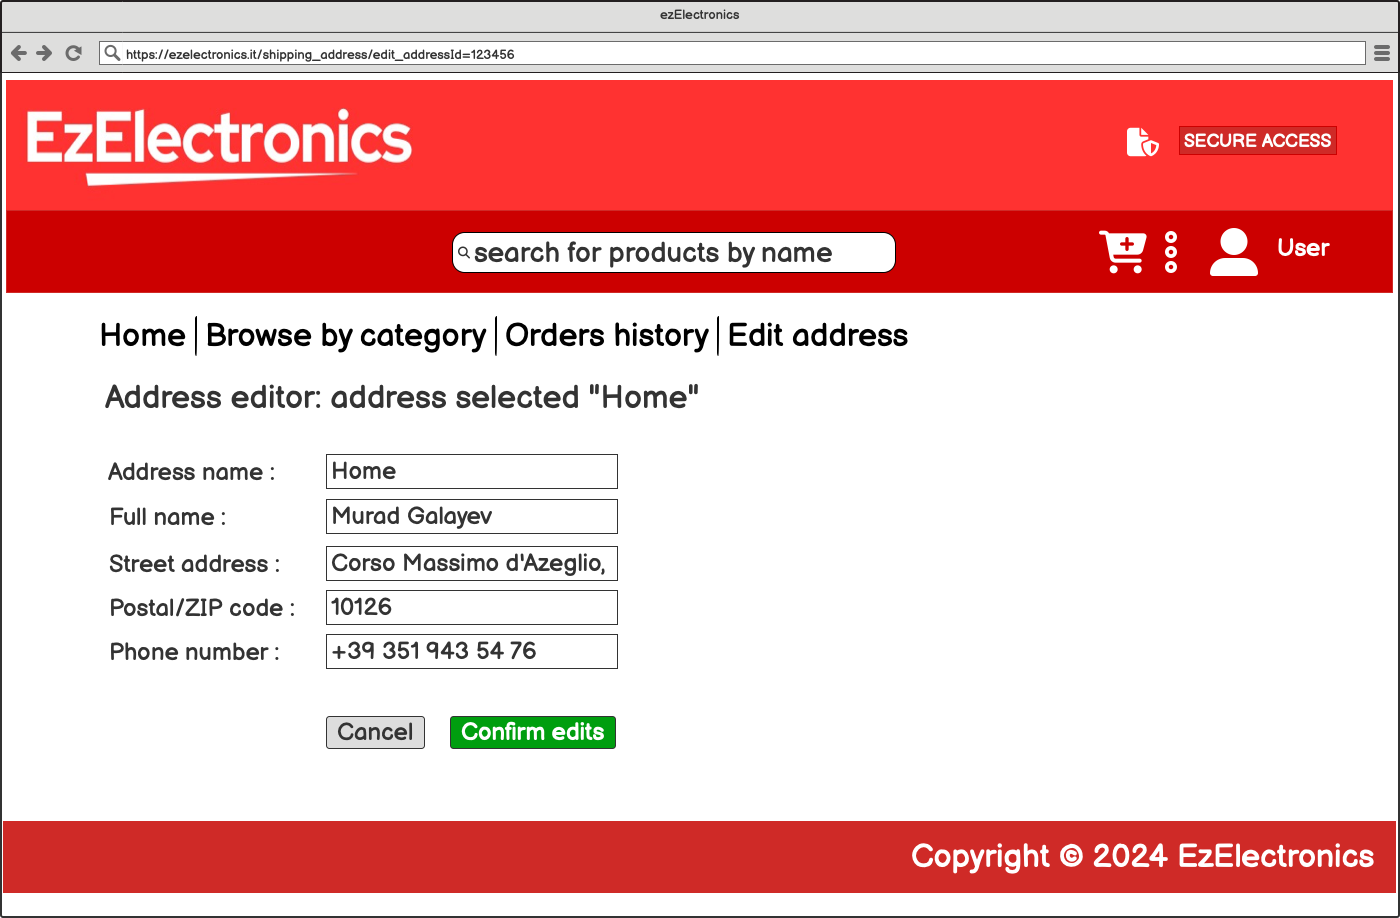 ezElectronics
https://ezelectronics.it/shipping_address/edit_addressId=123456
EzElectronics
SECURE ACCESS
search for products by name
User
Home
Browse by category
Orders history
Edit address
Address editor: address selected "Home"
Address name :
Home
Full name :
Murad Galayev
Street address :
Corso Massimo d'Azeglio,
Postal/ZIP code :
10126
Phone number :
+39 351 943 54 76
Cancel
Confirm edits
Copyright © 2024 EzElectronics